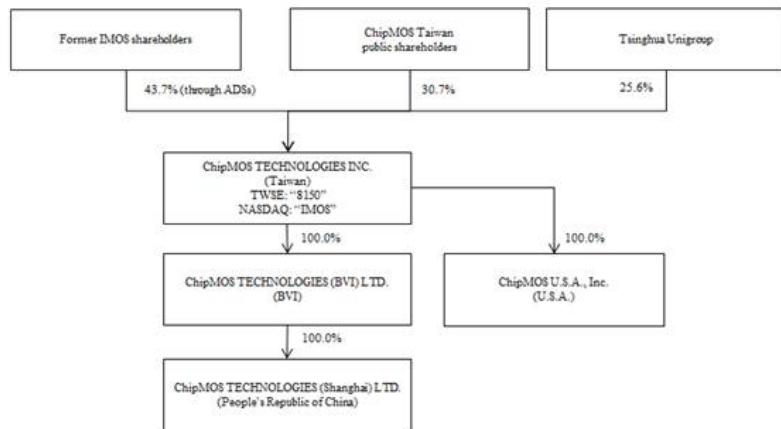 Former IMOS shareholders
ChipMOS Taiwan
public shareholders
Tsinghua Unigroup
43.7% (through ADSs)
30.7%
25.6%
ChipMOS TECHNOLOGIES INC.
(Taiwan)
TWSE: “8150”
NASDAQ: “IMOS”
100.0%
100.0%
ChipMOS TECHNOLOGIES (BVI) LTD.
(BVI)
ChipMOS U.S.A., Inc.
(U.S.A.)
100.0%
ChipMOS TECHNOLOGIES (Shanghai) LTD.
(People's Republic of China)